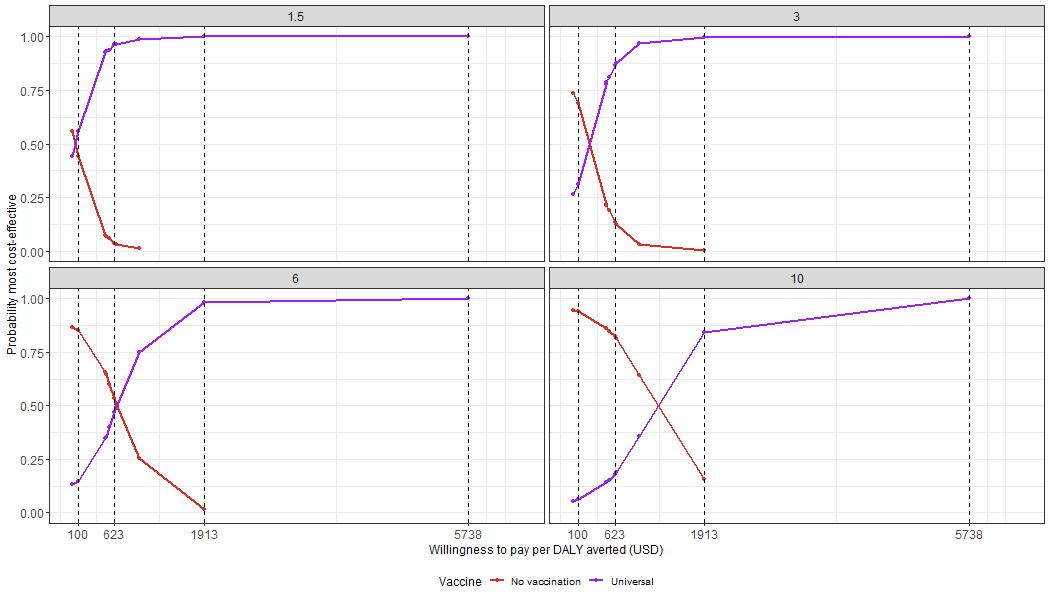 1.5
3
1.00
0.75
0.50
0.25
0.00
6
10
1.00
0.75
0.50
0.25
0.00
Probability most cost-effective
100 623 1913 5738
100 623 1913 5738
Willingness to pay per DALY averted (USD)
Vaccine No vaccination Universal